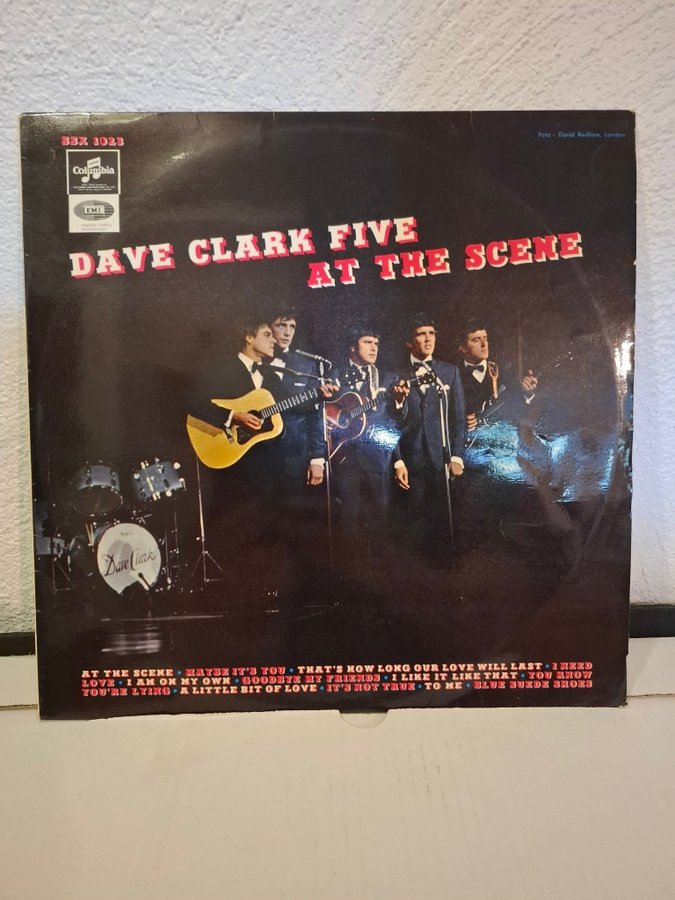 SSX 1023
Foto : David Redfern, London
Columbia
EMI
DAVE CLARK FIVE
AT THE SCENE
Dave Clark
AT THE SCENE • MAYBE IT'S YOU • THAT'S HOW LONG OUR LOVE WILL LAST • I NEED
LOVE • I AM ON MY OWN • GOODBYE MY FRIENDS • I LIKE IT LIKE THAT • YOU KNOW
YOU'RE LYING • A LITTLE BIT OF LOVE • IT'S NOT TRUE • TO ME • BLUE SUEDE SHOES